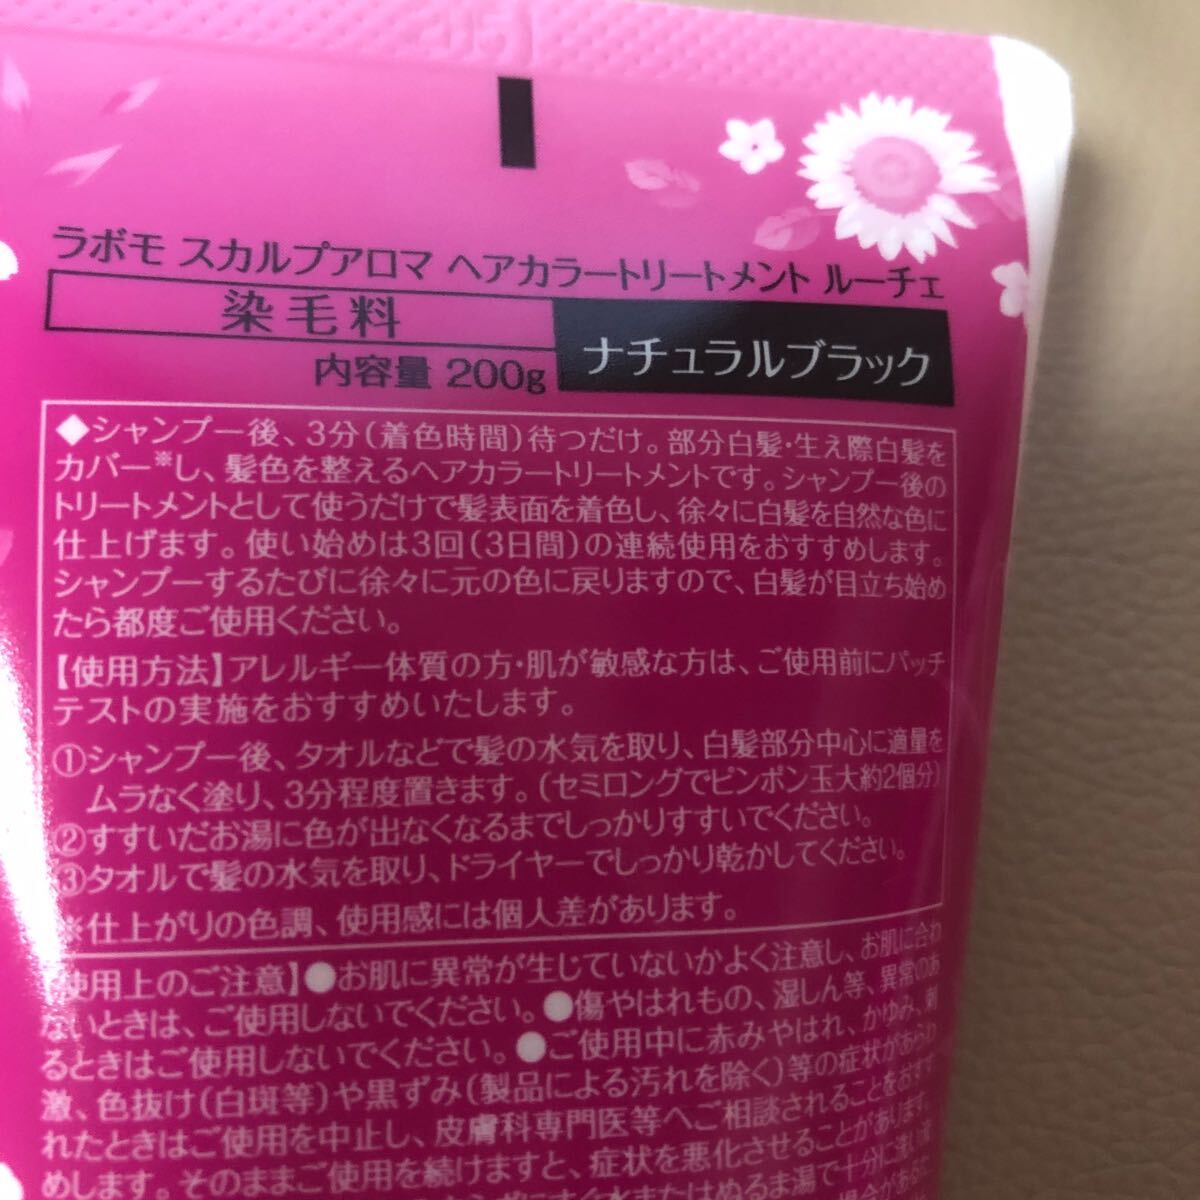 ラボモ スカルプアロマ ヘアカラートリートメント ルーチェ
染毛料
ナチュラルブラック
内容量 200g
◆シャンプー後、3分(着色時間)待つだけ。部分白髪・生え際白髪を
カバー※し、髪色を整えるヘアカラートリートメントです。シャンプー後の
トリートメントとして使うだけで髪表面を着色し、徐々に白髪を自然な色に
仕上げます。使い始めは3回(3日間)の連続使用をおすすめします。
シャンプーするたびに徐々に元の色に戻りますので、白髪が目立ち始め
たら都度ご使用ください。
【使用方法】アレルギー体質の方・肌が敏感な方は、ご使用前にパッチ
テストの実施をおすすめいたします。
①シャンプー後、タオルなどで髪の水気を取り、白髪部分中心に適量を
ムラなく塗り、3分程度置きます。(セミロングでピンポン玉大約2個分)
②すすいだお湯に色が出なくなるまでしっかりすすいでください。
③タオルで髪の水気を取り、ドライヤーでしっかり乾かしてください。
※仕上がりの色調、使用感には個人差があります。
使用上のご注意】●お肌に異常が生じていないかよく注意し、お肌に合わ
ないときは、ご使用しないでください。●傷やはれもの、湿しん等、異常のあ
るときはご使用しないでください。●ご使用中に赤みやはれ、かゆみ、刺
激、色抜け(白斑等)や黒ずみ(製品による汚れを除く)等の症状があらわ
れたときはご使用を中止し、皮膚科専門医等へご相談されることをおすす
めします。そのままご使用を続けますと、症状を悪化させることがあります。
すぐ水またはぬるま湯で十分に洗い流